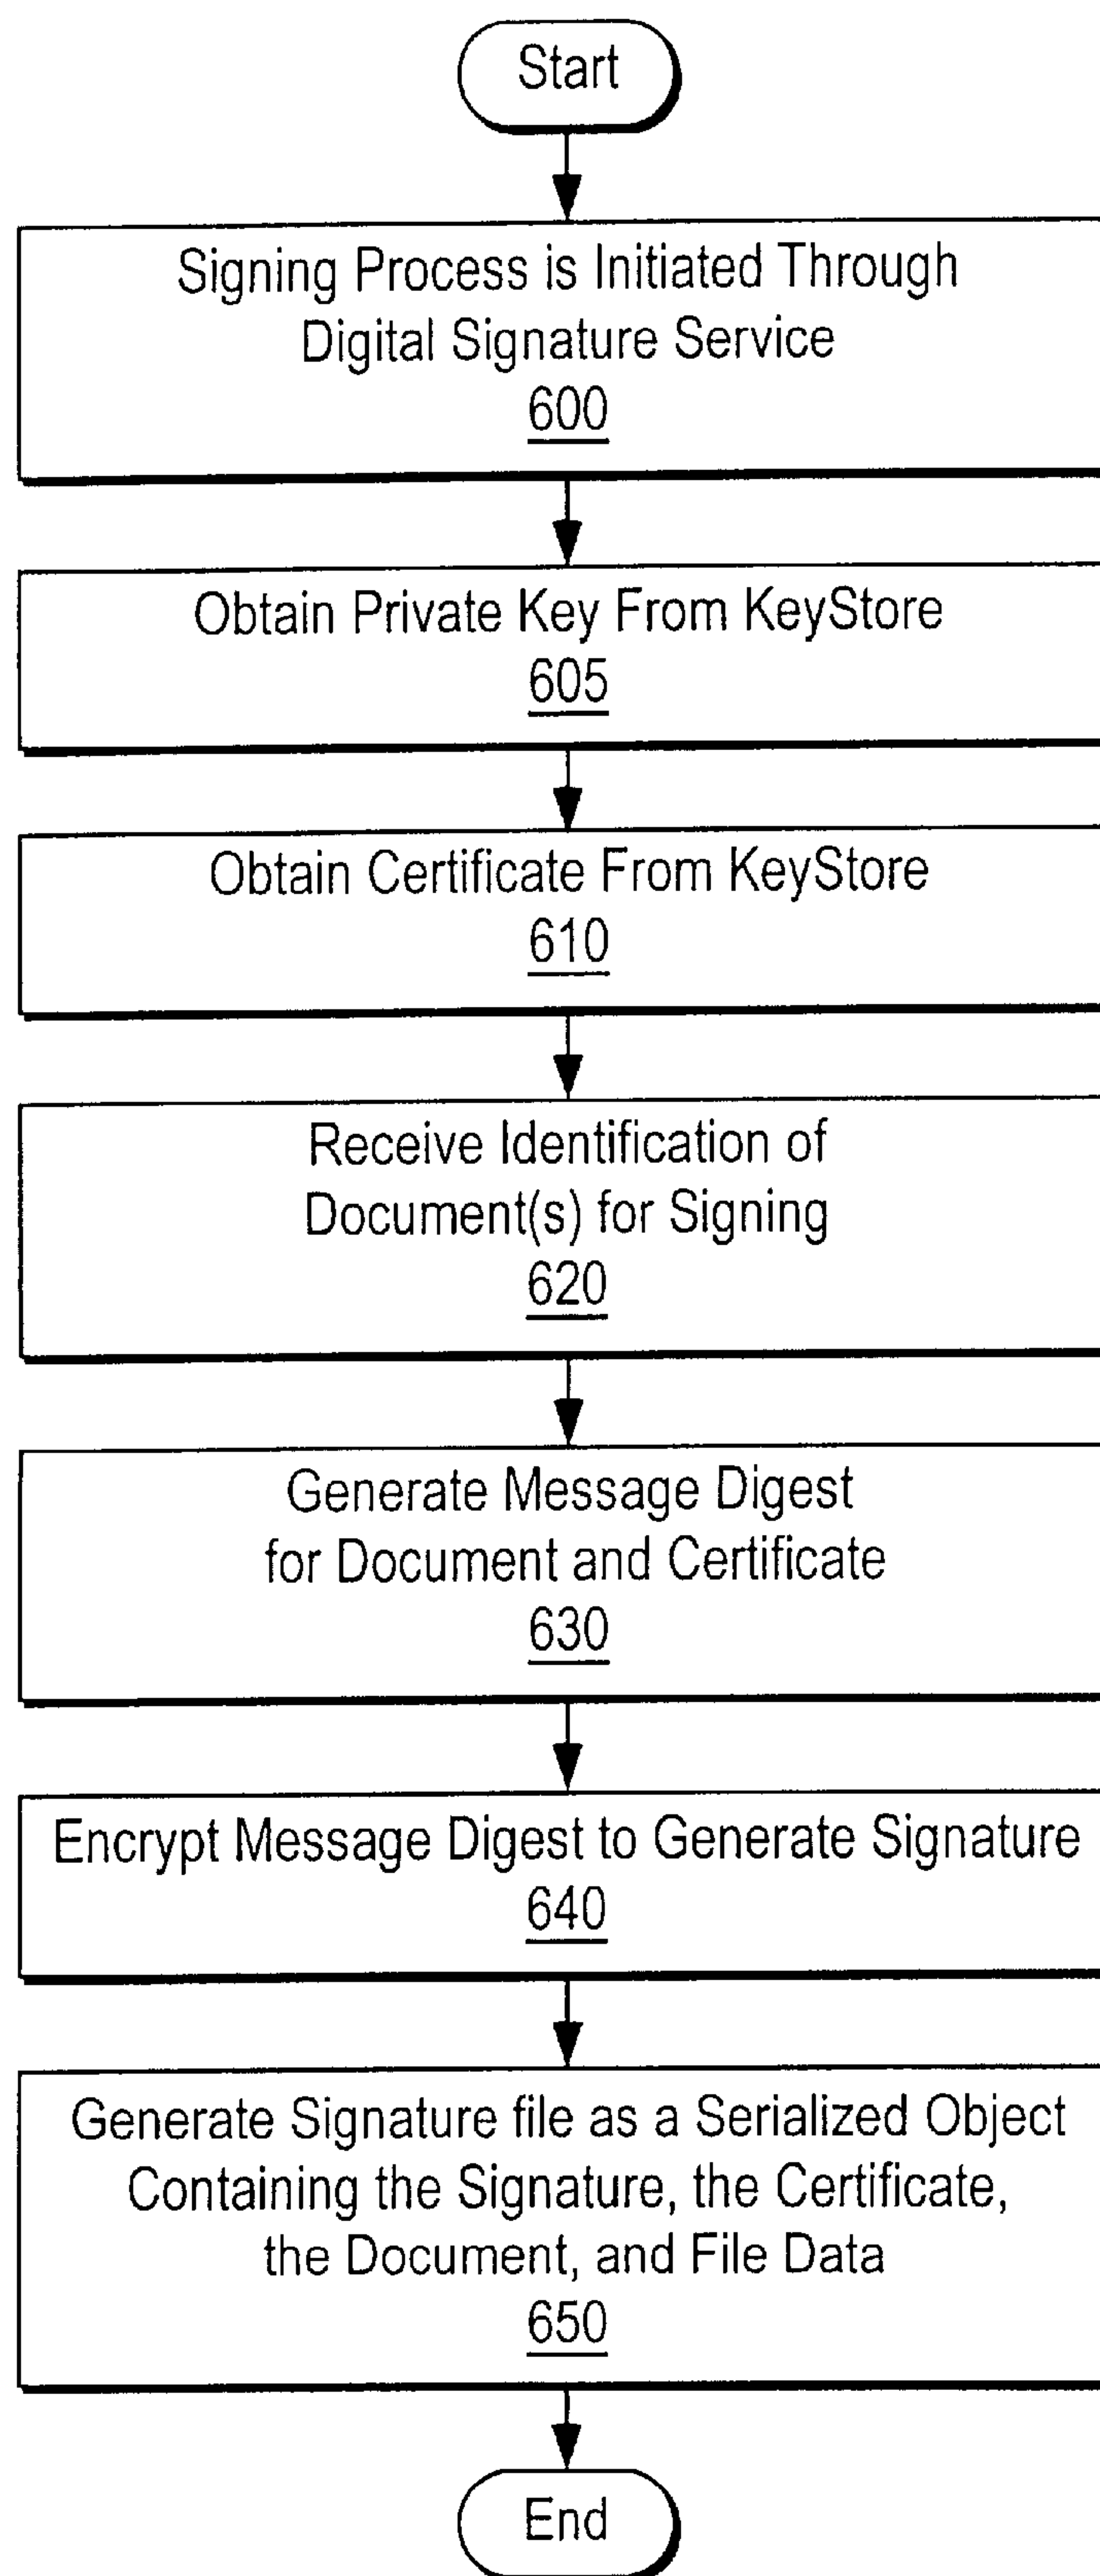 Start
Signing Process is Initiated Through
Digital Signature Service
600
Obtain Private Key From KeyStore
605
Obtain Certificate From KeyStore
610
Receive Identification of
Document(s) for Signing
620
Generate Message Digest
for Document and Certificate
630
Encrypt Message Digest to Generate Signature
640
Generate Signature file as a Serialized Object
Containing the Signature, the Certificate,
the Document, and File Data
650
End